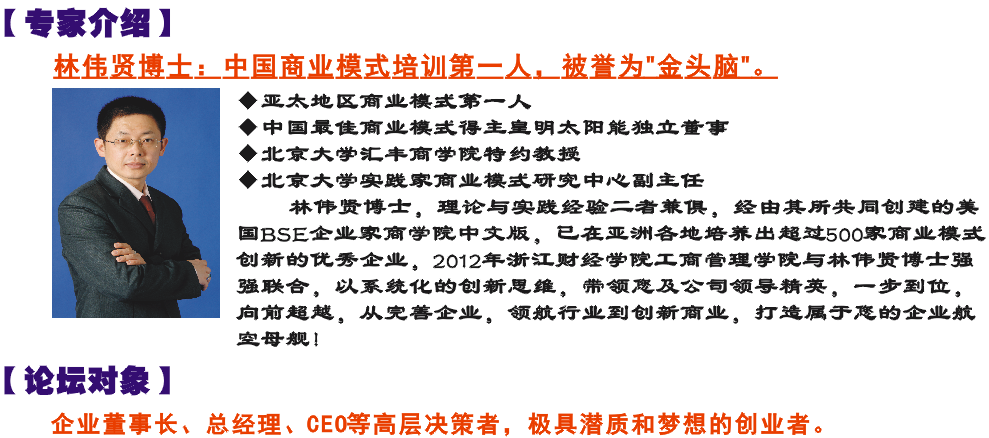 【专家介绍】
林伟贤博士：中国商业模式培训第一人，被誉为"金头脑"。
◆亚太地区商业模式第一人
◆中国最佳商业模式得主皇明太阳能独立董事
◆北京大学汇丰商学院特约教授
◆北京大学实践家商业模式研究中心副主任
林伟贤博士，理论与实践经验二者兼俱，经由其所共同创建的美
国BSE企业家商学院中文版，已在亚洲各地培养出超过500家商业模式
创新的优秀企业，2012年浙江财经学院工商管理学院与林伟贤博士强
强联合，以系统化的创新思维，带领您及公司领导精英，一步到位，
向前超越，从完善企业，领航行业到创新商业，打造属于您的企业航
空母舰！
【论坛对象】
企业董事长、总经理、CEO等高层决策者，极具潜质和梦想的创业者。